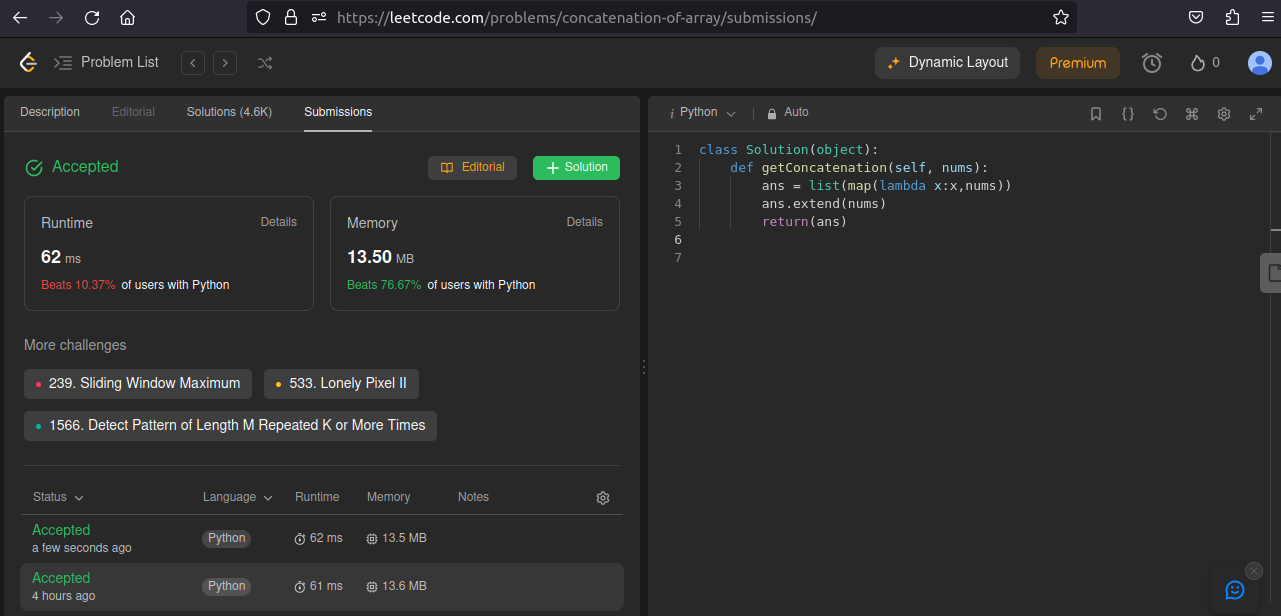 https://leetcode.com/problems/concatenation-of-array/submissions/
Problem List
Dynamic Layout
Premium
0
Description
Editorial
Solutions (4.6K)
Submissions
Accepted
Editorial
Solution
Runtime
Details
62 ms
Beats 10.37% of users with Python
Memory
Details
13.50 MB
Beats 76.67% of users with Python
More challenges
239. Sliding Window Maximum
533. Lonely Pixel II
1566. Detect Pattern of Length M Repeated K or More Times
Status Language Runtime Memory Notes
Accepted
a few seconds ago
Python 62 ms 13.5 MB
Accepted
4 hours ago
Python 61 ms 13.6 MB
i Python
Auto
1 class Solution(object):
2 def getConcatenation(self, nums):
3 ans = list(map(lambda x:x,nums))
4 ans.extend(nums)
5 return(ans)
6
7